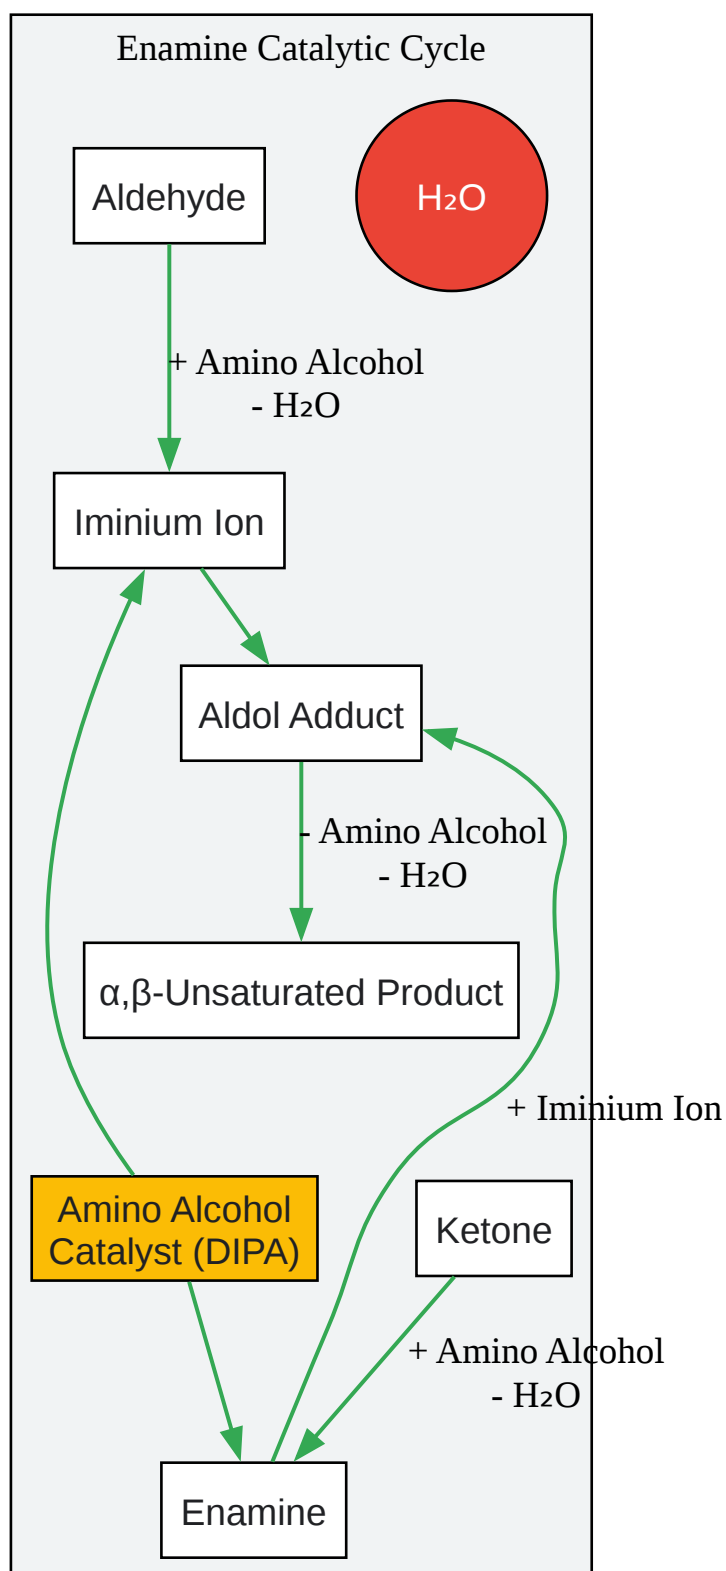 Enamine Catalytic Cycle
Aldehyde
H₂O
+ Amino Alcohol
- H₂O
Iminium Ion
Aldol Adduct
- Amino Alcohol
- H₂O
α,β-Unsaturated Product
+ Iminium Ion
Amino Alcohol
Catalyst (DIPA)
Ketone
+ Amino Alcohol
- H₂O
Enamine